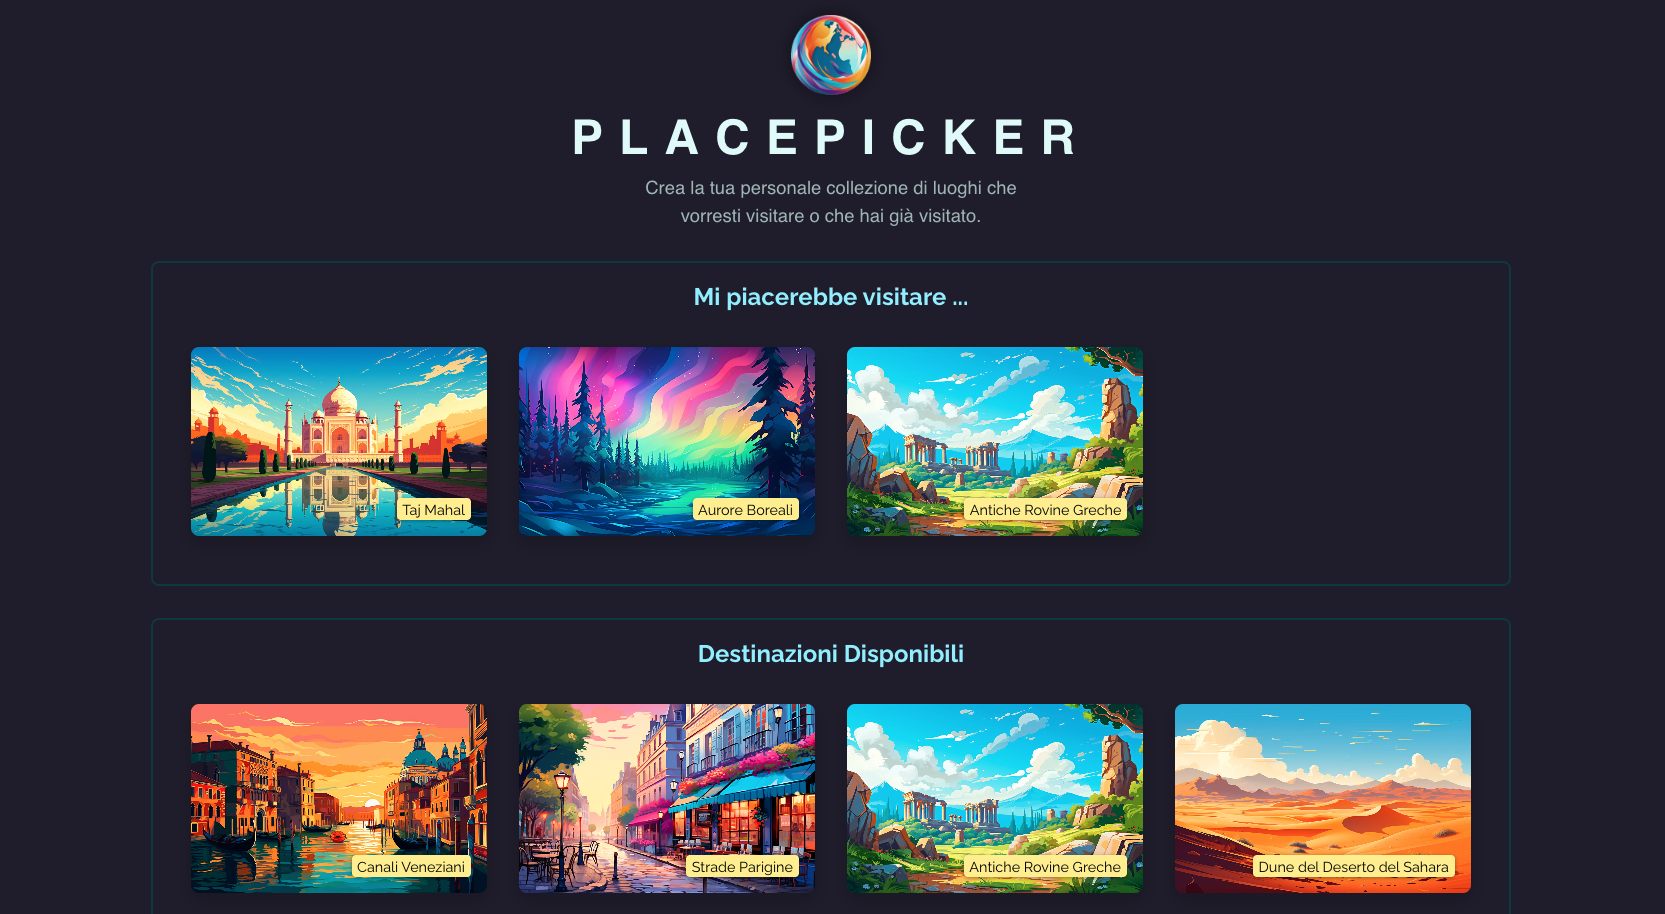 PLACEPICKER
Crea la tua personale collezione di luoghi che
vorresti visitare o che hai già visitato.
Mi piacerebbe visitare ...
Taj Mahal
Aurore Boreali
Antiche Rovine Greche
Destinazioni Disponibili
Canali Veneziani
Strade Parigine
Antiche Rovine Greche
Dune del Deserto del Sahara